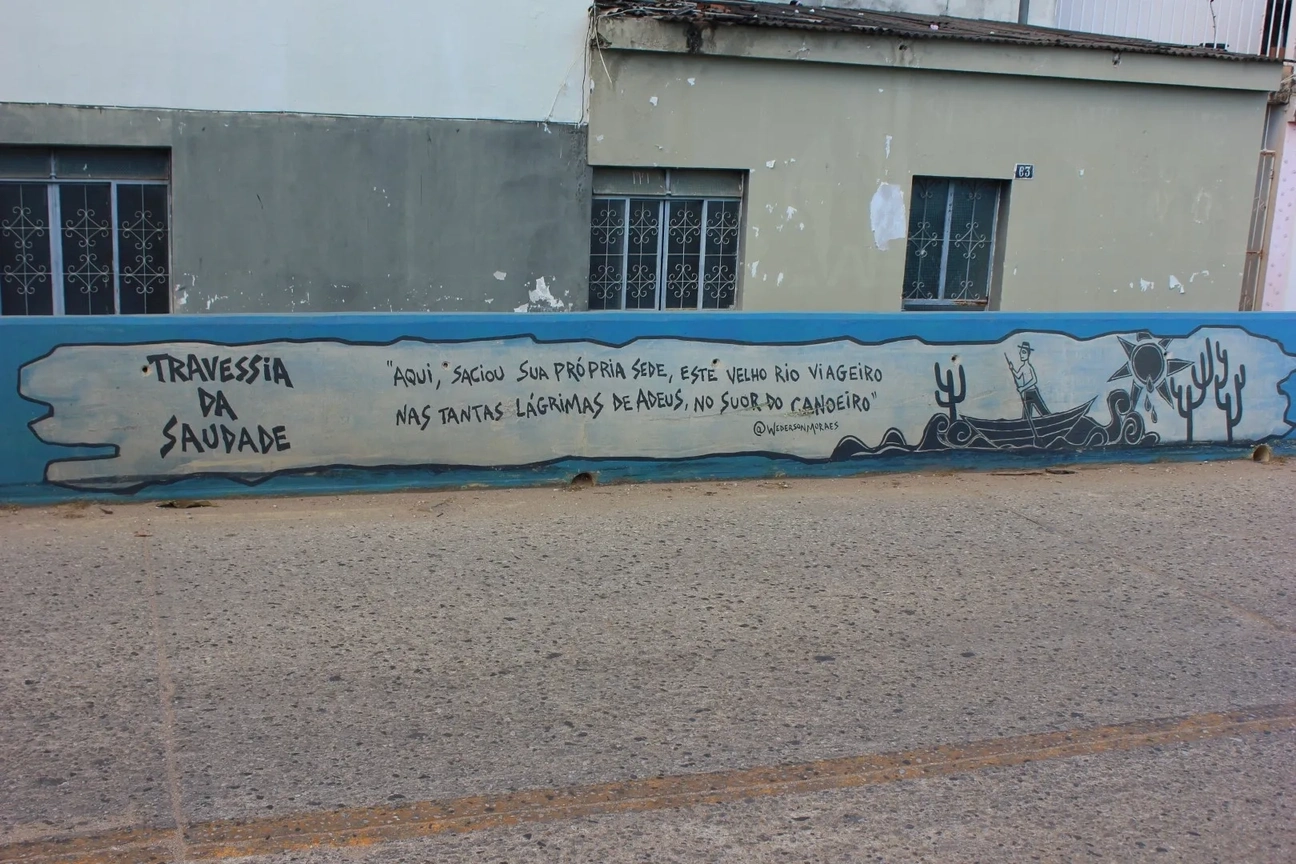 63
TRAVESSIA
DA
SAUDADE
"AQUI, SACIOU SUA PRÓPRIA SEDE, ESTE VELHO RIO VIAGEIRO
NAS TANTAS LÁGRIMAS DE ADEUS, NO SUOR DO CANOEIRO"
@WEDERSONMORAES